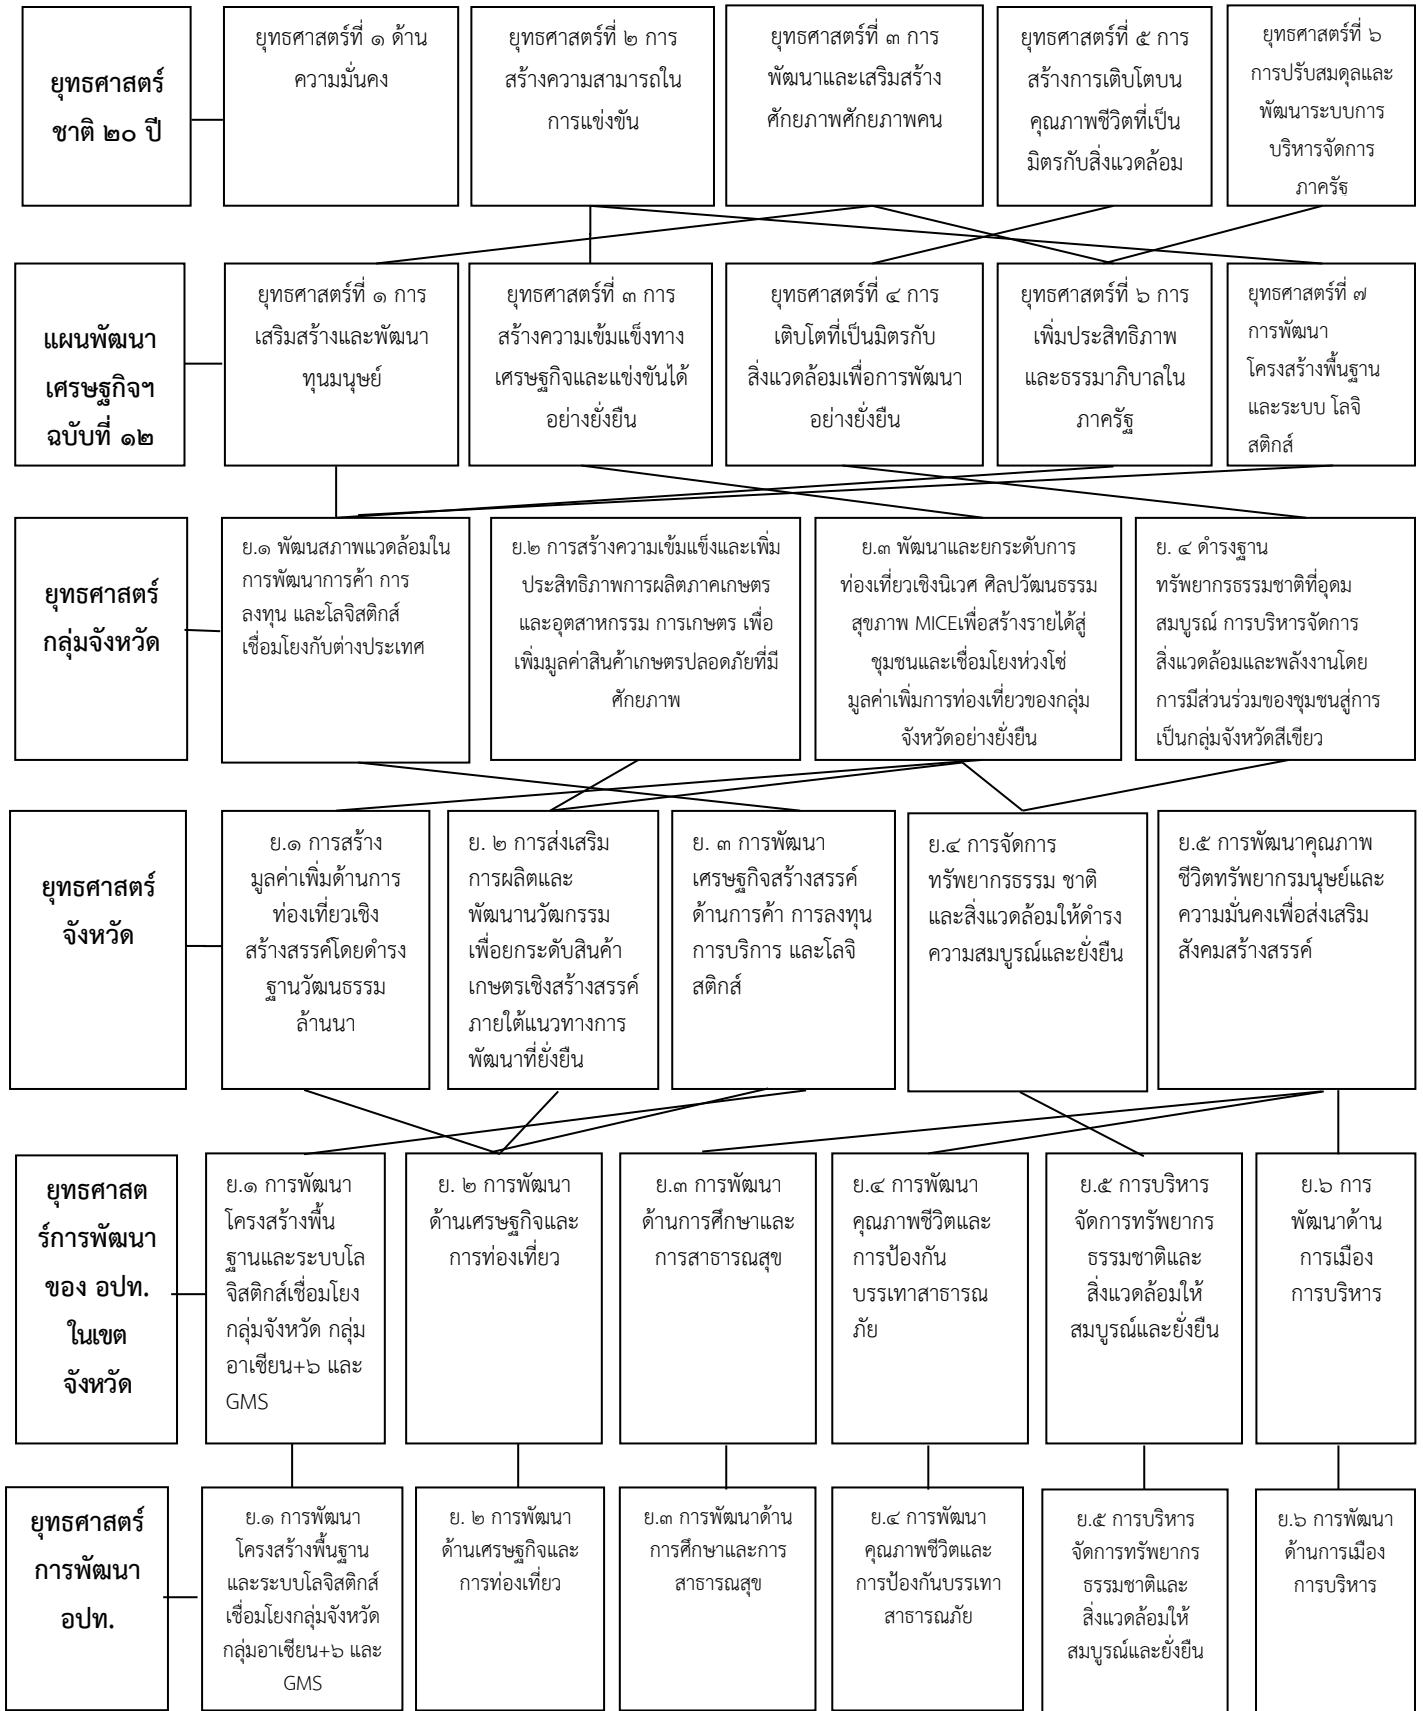 ยุทธศาสตร์
ชาติ ๒๐ ปี
ยุทธศาสตร์ที่ ๑ ด้าน
ความมั่นคง
ยุทธศาสตร์ที่ ๒ การ
สร้างความสามารถใน
การแข่งขัน
ยุทธศาสตร์ที่ ๓ การ
พัฒนาและเสริมสร้าง
ศักยภาพศักยภาพคน
ยุทธศาสตร์ที่ ๕ การ
สร้างการเติบโตบน
คุณภาพชีวิตที่เป็น
มิตรกับสิ่งแวดล้อม
ยุทธศาสตร์ที่ ๖
การปรับสมดุลและ
พัฒนาระบบการ
บริหารจัดการ
ภาครัฐ
แผนพัฒนา
เศรษฐกิจฯ
ฉบับที่ ๑๒
ยุทธศาสตร์ที่ ๑ การ
เสริมสร้างและพัฒนา
ทุนมนุษย์
ยุทธศาสตร์ที่ ๓ การ
สร้างความเข้มแข็งทาง
เศรษฐกิจและแข่งขันได้
อย่างยั่งยืน
ยุทธศาสตร์ที่ ๔ การ
เติบโตที่เป็นมิตรกับ
สิ่งแวดล้อมเพื่อการพัฒนา
อย่างยั่งยืน
ยุทธศาสตร์ที่ ๖ การ
เพิ่มประสิทธิภาพ
และธรรมาภิบาลใน
ภาครัฐ
ยุทธศาสตร์ที่ ๗
การพัฒนา
โครงสร้างพื้นฐาน
และระบบ โลจิ
สติกส์
ยุทธศาสตร์
กลุ่มจังหวัด
ย.๑ พัฒนสภาพแวดล้อมใน
การพัฒนาการค้า การ
ลงทุน และโลจิสติกส์
เชื่อมโยงกับต่างประเทศ
ย.๒ การสร้างความเข้มแข็งและเพิ่ม
ประสิทธิภาพการผลิตภาคเกษตร
และอุตสาหกรรม การเกษตร เพื่อ
เพิ่มมูลค่าสินค้าเกษตรปลอดภัยที่มี
ศักยภาพ
ย.๓ พัฒนาและยกระดับการ
ท่องเที่ยวเชิงนิเวศ ศิลปวัฒนธรรม
สุขภาพ MICEเพื่อสร้างรายได้สู่
ชุมชนและเชื่อมโยงห่วงโซ่
มูลค่าเพิ่มการท่องเที่ยวของกลุ่ม
จังหวัดอย่างยั่งยืน
ย. ๔ ดำรงฐาน
ทรัพยากรธรรมชาติที่อุดม
สมบูรณ์ การบริหารจัดการ
สิ่งแวดล้อมและพลังงานโดย
การมีส่วนร่วมของชุมชนสู่การ
เป็นกลุ่มจังหวัดสีเขียว
ยุทธศาสตร์
จังหวัด
ย.๑ การสร้าง
มูลค่าเพิ่มด้านการ
ท่องเที่ยวเชิง
สร้างสรรค์โดยดำรง
ฐานวัฒนธรรม
ล้านนา
ย. ๒ การส่งเสริม
การผลิตและ
พัฒนานวัฒกรรม
เพื่อยกระดับสินค้า
เกษตรเชิงสร้างสรรค์
ภายใต้แนวทางการ
พัฒนาที่ยั่งยืน
ย. ๓ การพัฒนา
เศรษฐกิจสร้างสรรค์
ด้านการค้า การลงทุน
การบริการ และโลจิ
สติกส์
ย.๔ การจัดการ
ทรัพยากรธรรม ชาติ
และสิ่งแวดล้อมให้ดำรง
ความสมบูรณ์และยั่งยืน
ย.๕ การพัฒนาคุณภาพ
ชีวิตทรัพยากรมนุษย์และ
ความมั่นคงเพื่อส่งเสริม
สังคมสร้างสรรค์
ยุทธศาสต
ร์การพัฒนา
ของ อปท.
ในเขต
จังหวัด
ย.๑ การพัฒนา
โครงสร้างพื้น
ฐานและระบบโล
จิสติกส์เชื่อมโยง
กลุ่มจังหวัด กลุ่ม
อาเซียน+๖ และ
GMS
ย. ๒ การพัฒนา
ด้านเศรษฐกิจและ
การท่องเที่ยว
ย.๓ การพัฒนา
ด้านการศึกษาและ
การสาธารณสุข
ย.๔ การพัฒนา
คุณภาพชีวิตและ
การป้องกัน
บรรเทาสาธารณ
ภัย
ย.๕ การบริหาร
จัดการทรัพยากร
ธรรมชาติและ
สิ่งแวดล้อมให้
สมบูรณ์และยั่งยืน
ย.๖ การ
พัฒนาด้าน
การเมือง
การบริหาร
ยุทธศาสตร์
การพัฒนา
อปท.
ย.๑ การพัฒนา
โครงสร้างพื้นฐาน
และระบบโลจิสติกส์
เชื่อมโยงกลุ่มจังหวัด
กลุ่มอาเซียน+๖ และ
GMS
ย. ๒ การพัฒนา
ด้านเศรษฐกิจและ
การท่องเที่ยว
ย.๓ การพัฒนาด้าน
การศึกษาและการ
สาธารณสุข
ย.๔ การพัฒนา
คุณภาพชีวิตและ
การป้องกันบรรเทา
สาธารณภัย
ย.๕ การบริหาร
จัดการทรัพยากร
ธรรมชาติและ
สิ่งแวดล้อมให้
สมบูรณ์และยั่งยืน
ย.๖ การพัฒนา
ด้านการเมือง
การบริหาร